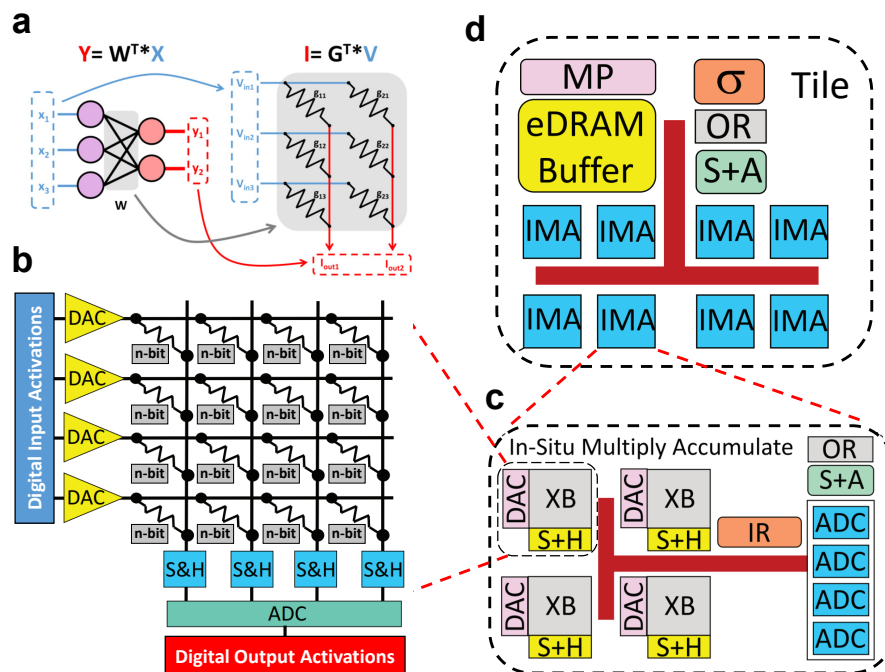 a
Y= Wᵀ*X
I= Gᵀ*V
x₁
x₂
x₃
W
y₁
y₂
Vᵢₙ₁
Vᵢₙ₂
Vᵢₙ₃
g₁₁
g₂₁
g₁₂
g₂₂
g₁₃
g₂₃
Iₒᵤₜ₁
Iₒᵤₜ₂
b
Digital Input Activations
DAC
n-bit n-bit n-bit n-bit
DAC
n-bit n-bit n-bit n-bit
DAC
n-bit n-bit n-bit n-bit
DAC
n-bit n-bit n-bit n-bit
S&H S&H S&H S&H
ADC
Digital Output Activations
d
MP
σ
Tile
eDRAM
Buffer
OR
S+A
IMA IMA IMA IMA
IMA IMA IMA IMA
c
In-Situ Multiply Accumulate
OR
S+A
DAC XB
S+H
DAC XB
S+H
IR
ADC
ADC
ADC
ADC
DAC XB
S+H
DAC XB
S+H